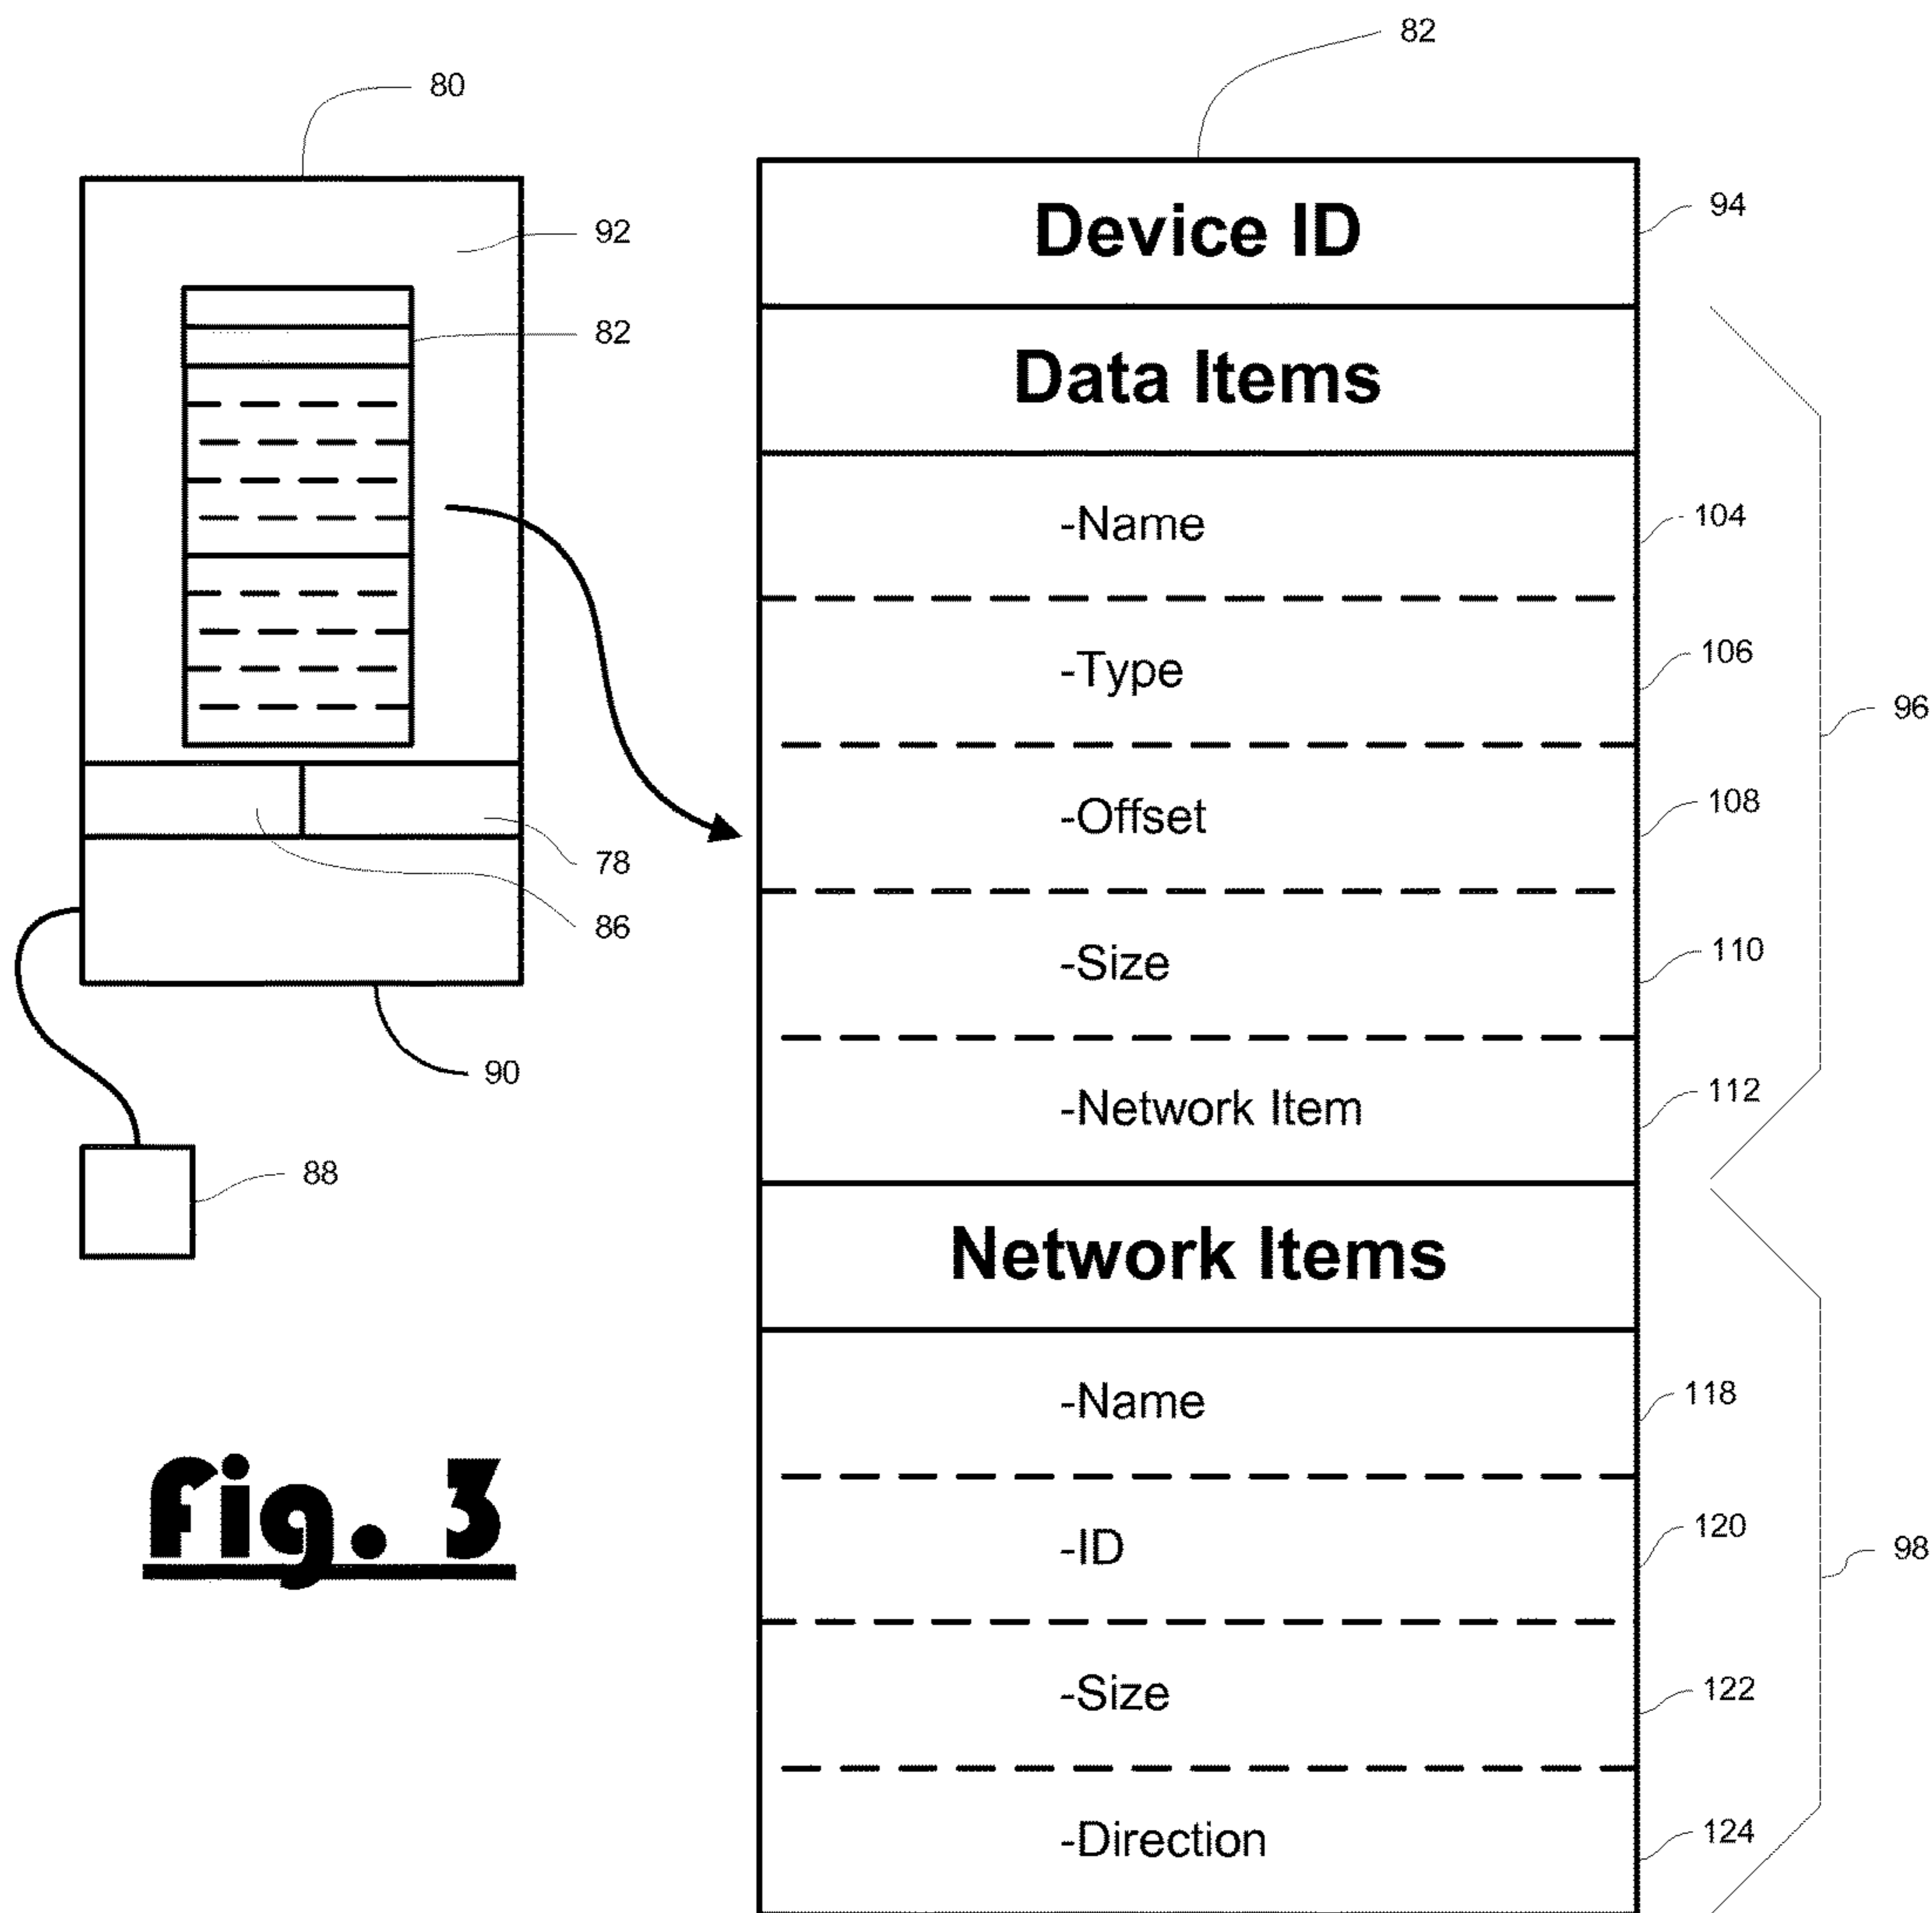 82
80
Device ID
94
92
82
Data Items
-Name
104
-Type
106
96
-Offset
108
78
86
-Size
110
90
-Network Item
112
88
Network Items
-Name
118
fig. 3
-ID
120
98
-Size
122
-Direction
124